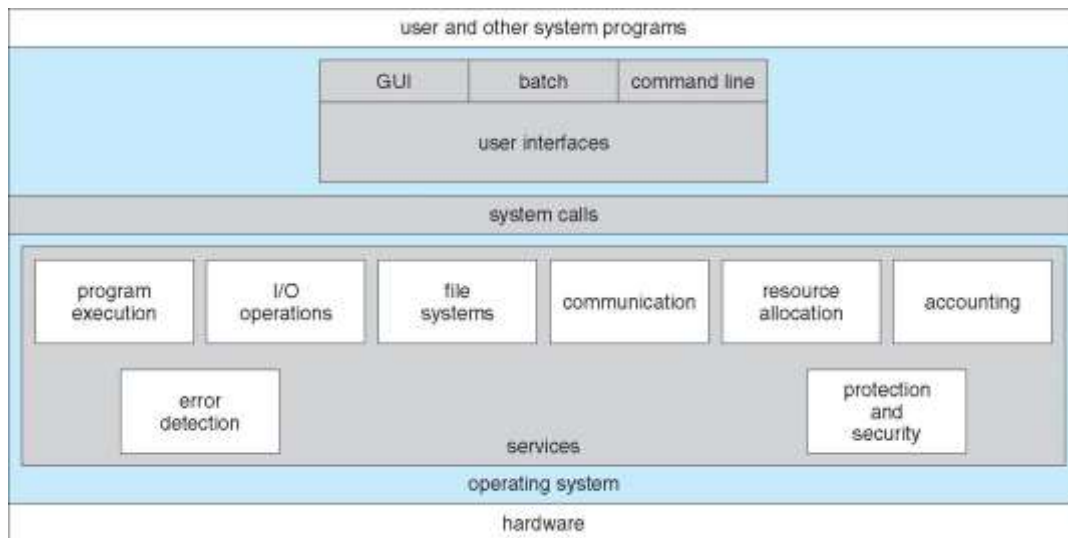 user and other system programs
GUI batch command line
user interfaces
system calls
program
execution
I/O
operations
file
systems
communication
resource
allocation
accounting
error
detection
protection
and
security
services
operating system
hardware